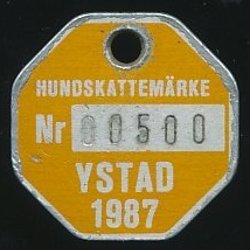 HUNDSKATTEMÄRKE
Nr 00500
YSTAD
1987